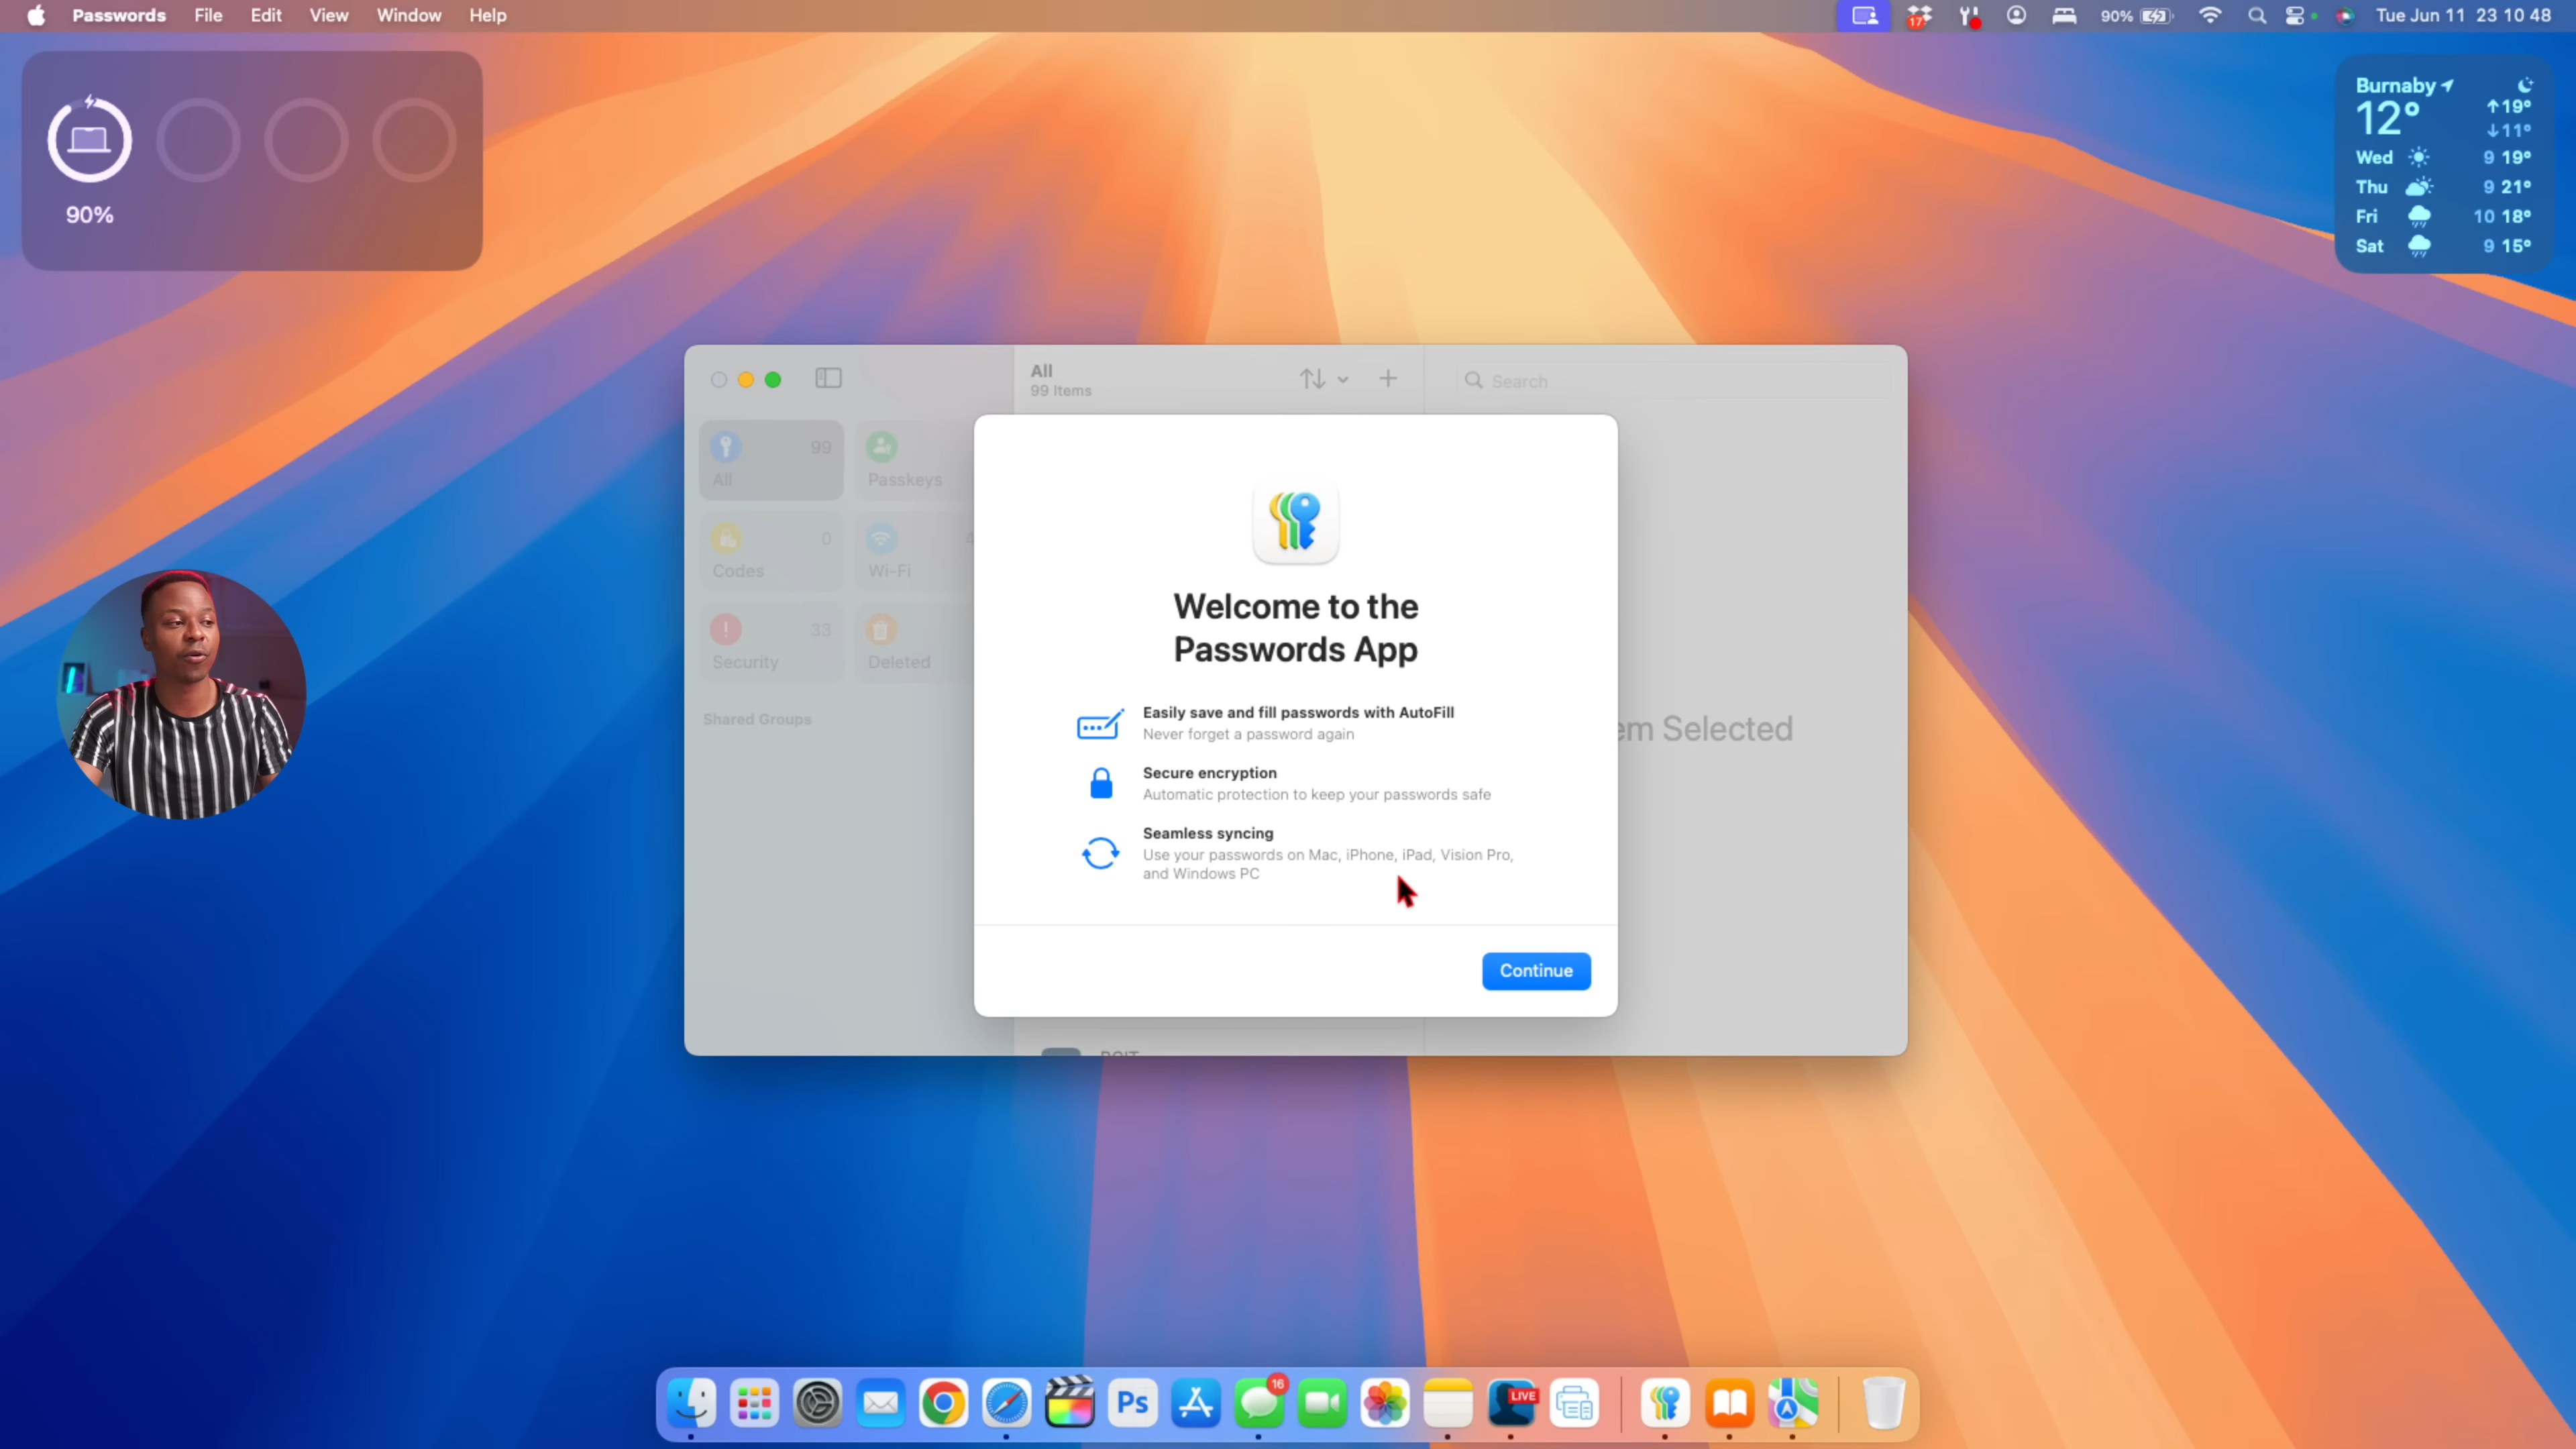 Passwords File Edit View Window Help
17 90% Tue Jun 11 23 10 48
90%
Burnaby
12° ↑19°
↓11°
Wed 9 19°
Thu 9 21°
Fri 10 18°
Sat 9 15°
All
99 Items
Search
99
All
Passkeys
0
Codes
Wi-Fi
33
Security
Deleted
Shared Groups
Selected
Welcome to the
Passwords App
Easily save and fill passwords with AutoFill
Never forget a password again
Secure encryption
Automatic protection to keep your passwords safe
Seamless syncing
Use your passwords on Mac, iPhone, iPad, Vision Pro,
and Windows PC
Continue
Ps
16
LIVE